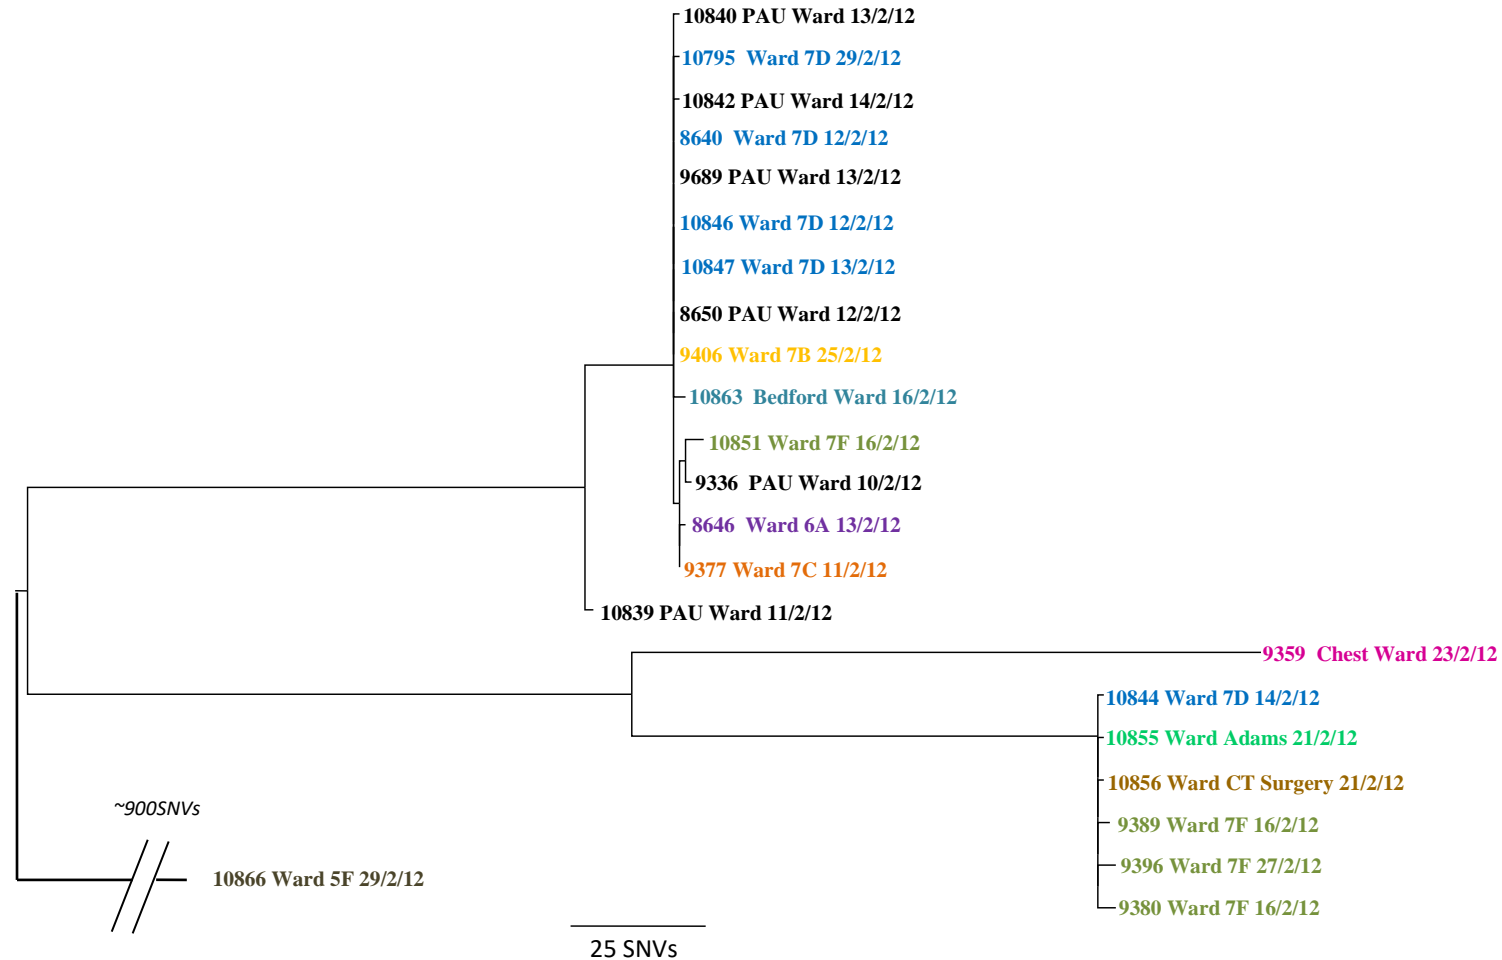 10840 PAU Ward 13/2/12
10795  Ward 7D 29/2/12
10842 PAU Ward 14/2/12
8640  Ward 7D 12/2/12
9689 PAU Ward 13/2/12
10846 Ward 7D 12/2/12
10847 Ward 7D 13/2/12
8650 PAU Ward 12/2/12
9406 Ward 7B 25/2/12
10863  Bedford Ward 16/2/12
10851 Ward 7F 16/2/12
9336  PAU Ward 10/2/12
8646  Ward 6A 13/2/12
9377 Ward 7C 11/2/12
10839 PAU Ward 11/2/12
9359  Chest Ward 23/2/12
10844 Ward 7D 14/2/12
10855 Ward Adams 21/2/12
10856 Ward CT Surgery 21/2/12
9389 Ward 7F 16/2/12
9396 Ward 7F 27/2/12
9380 Ward 7F 16/2/12
~900SNVs
10866 Ward 5F 29/2/12
25 SNVs